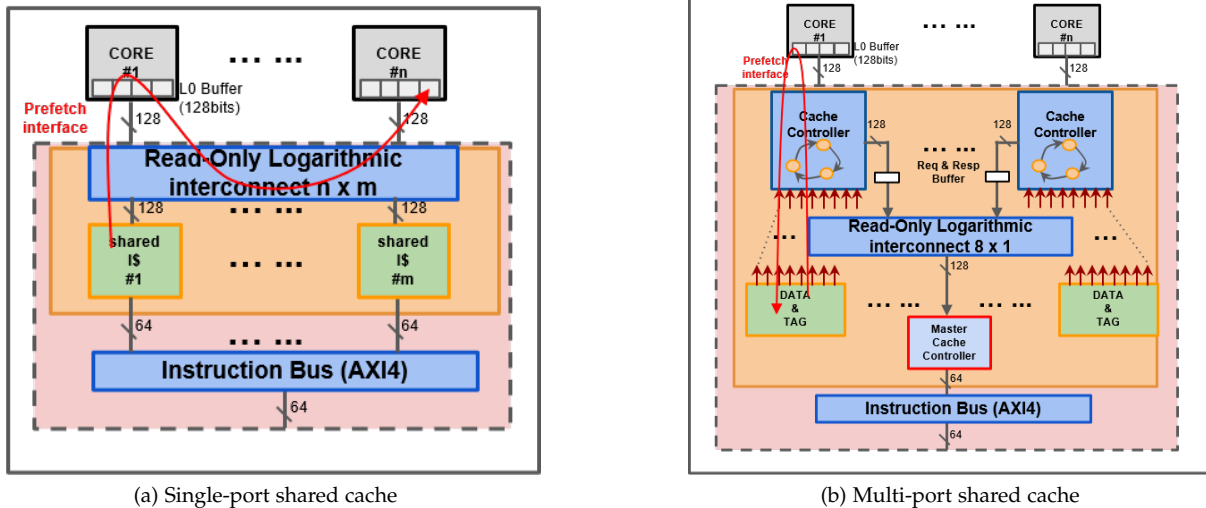 CORE
#1
... ...
CORE
#n
L0 Buffer
(128bits)
Prefetch
interface
128
128
Read-Only Logarithmic
interconnect n x m
128
... ...
128
shared
I$
#1
... ...
shared
I$
#m
64
... ...
64
Instruction Bus (AXI4)
64
(a) Single-port shared cache
CORE
#1
... ...
CORE
#n
L0 Buffer
(128bits)
Prefetch
interface
128
128
Cache
Controller
128
... ...
128
Cache
Controller
Req & Resp
Buffer
...
Read-Only Logarithmic
interconnect 8 x 1
...
128
DATA
&
TAG
... ...
... ...
DATA
&
TAG
Master
Cache
Controller
64
Instruction Bus (AXI4)
64
(b) Multi-port shared cache